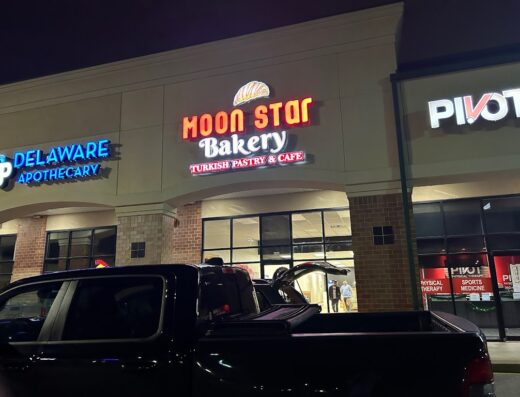 P DELAWARE
APOTHECARY
MOON STAR
Bakery
TURKISH PASTRY & CAFE
PIVOT
PIVOT
PHYSICAL
THERAPY
SPORTS
MEDICINE